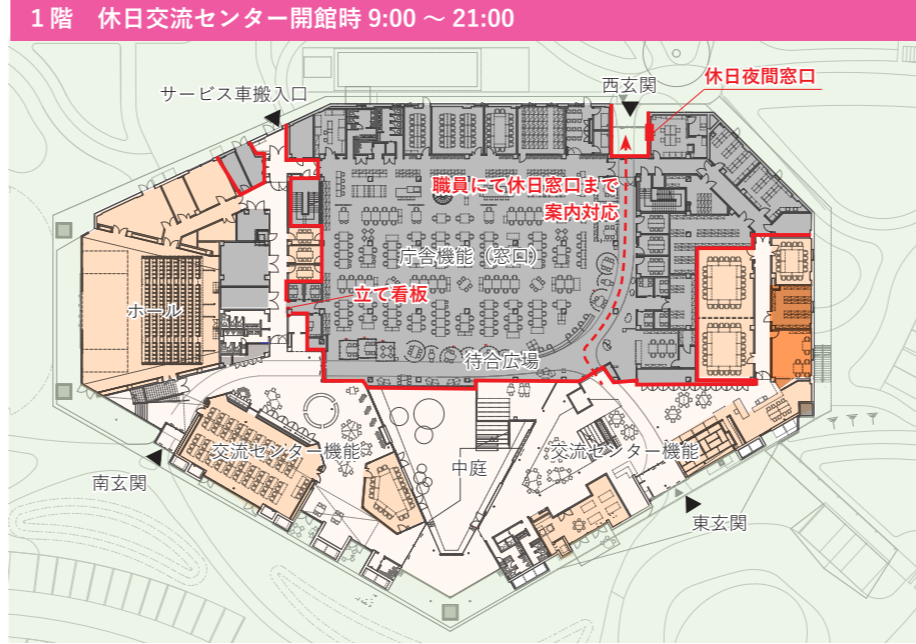 1階　休日交流センター開館時 9:00 ～ 21:00
休日夜間窓口
西玄関
サービス車搬入口
職員にて休日窓口まで
案内対応
庁舎機能（窓口）
立て看板
ホール
待合広場
交流センター機能
中庭
交流センター機能
南玄関
東玄関